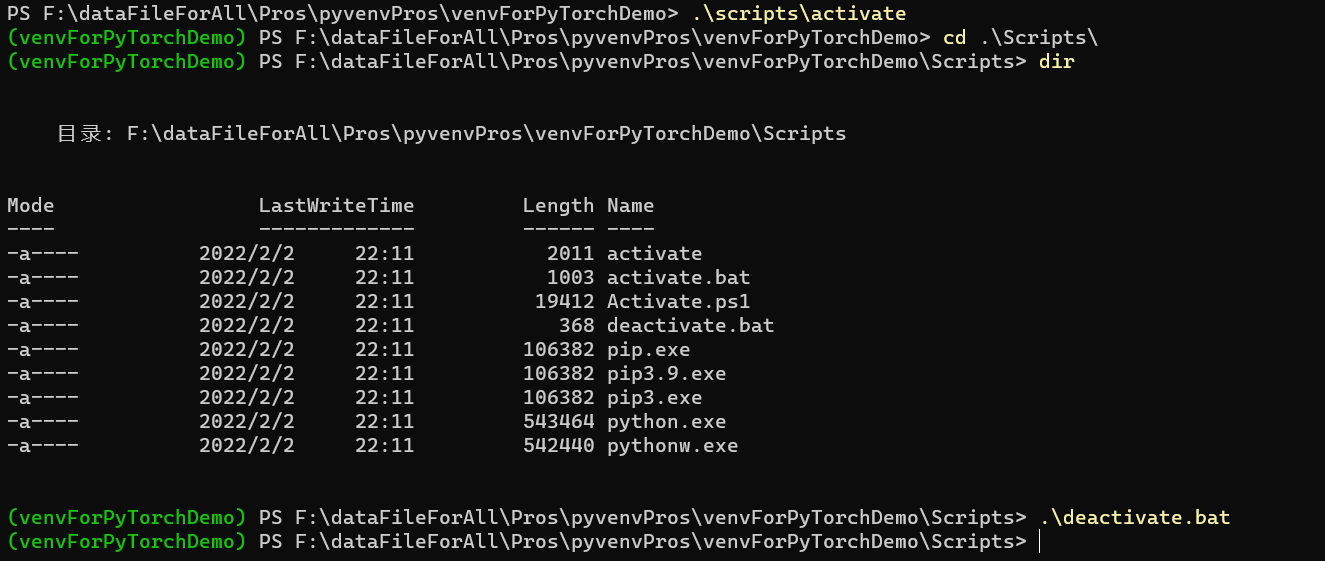 PS F:\dataFileForAll\Pros\pyvenvPros\venvForPyTorchDemo> .\scripts\activate
(venvForPyTorchDemo) PS F:\dataFileForAll\Pros\pyvenvPros\venvForPyTorchDemo> cd .\Scripts\
(venvForPyTorchDemo) PS F:\dataFileForAll\Pros\pyvenvPros\venvForPyTorchDemo\Scripts> dir
目录: F:\dataFileForAll\Pros\pyvenvPros\venvForPyTorchDemo\Scripts
Mode                 LastWriteTime         Length Name
----                 -------------         ------ ----
-a----          2022/2/2     22:11           2011 activate
-a----          2022/2/2     22:11           1003 activate.bat
-a----          2022/2/2     22:11          19412 Activate.ps1
-a----          2022/2/2     22:11            368 deactivate.bat
-a----          2022/2/2     22:11         106382 pip.exe
-a----          2022/2/2     22:11         106382 pip3.9.exe
-a----          2022/2/2     22:11         106382 pip3.exe
-a----          2022/2/2     22:11         543464 python.exe
-a----          2022/2/2     22:11         542440 pythonw.exe
(venvForPyTorchDemo) PS F:\dataFileForAll\Pros\pyvenvPros\venvForPyTorchDemo\Scripts> .\deactivate.bat
(venvForPyTorchDemo) PS F:\dataFileForAll\Pros\pyvenvPros\venvForPyTorchDemo\Scripts>